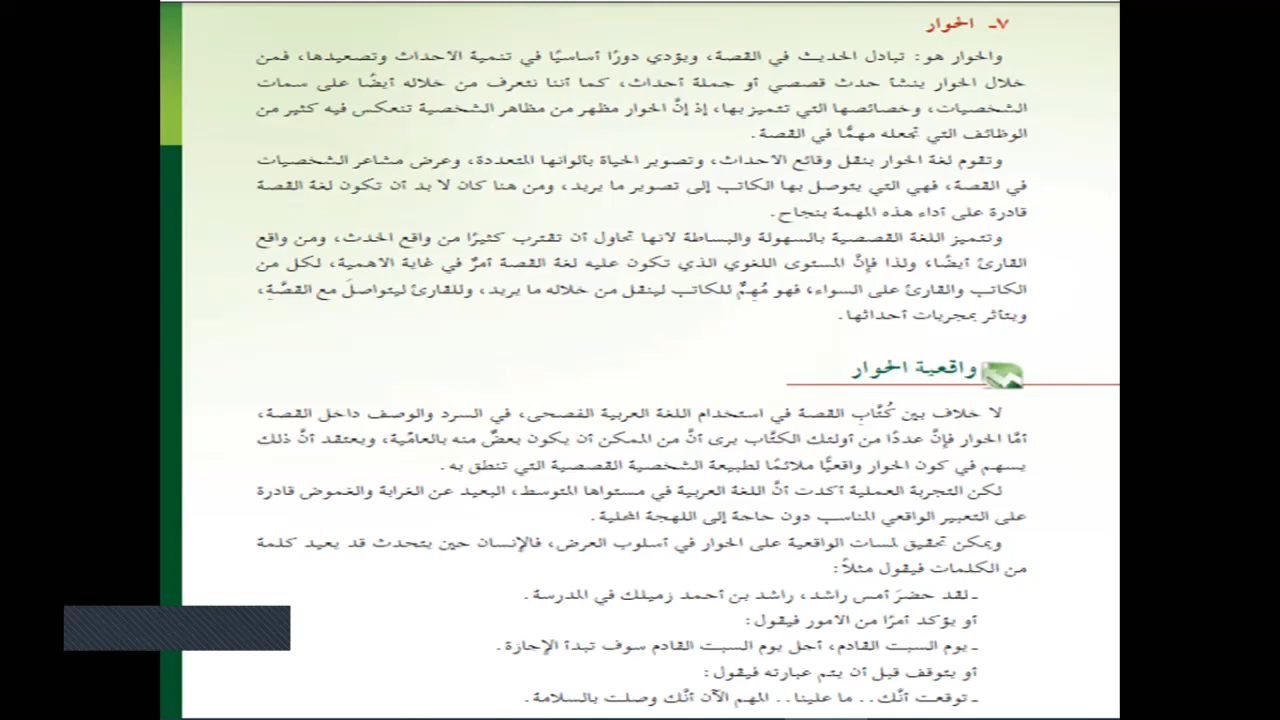 ٧ـ الحوار
والحوار هو: تبادل الحديث في القصة، ويؤدي دورًا أساسيًا في تنمية الأحداث وتصعيدها، فمن
خلال الحوار ينشأ حدث قصصي أو جملة أحداث، كما أننا نتعرف من خلاله أيضًا على سمات
الشخصيات، وخصائصها التي تتميز بها، إذ إنَّ الحوار مظهر من مظاهر الشخصية تنعكس فيه كثير من
الوظائف التي تجعله مهمًّا في القصة.
وتقوم لغة الحوار بنقل وقائع الأحداث، وتصوير الحياة بألوانها المتعددة، وعرض مشاعر الشخصيات
في القصة، فهي التي يتوصل بها الكاتب إلى تصوير ما يريد، ومن هنا كان لا بد أن تكون لغة القصة
قادرة على أداء هذه المهمة بنجاح.
وتتميز اللغة القصصية بالسهولة والبساطة لأنها تحاول أن تقترب كثيرًا من واقع الحدث، ومن واقع
القارئ أيضًا، ولذا فإنَّ المستوى اللغوي الذي تكون عليه لغة القصة أمرٌ في غاية الأهمية، لكل من
الكاتب والقارئ على السواء، فهو مُهِمٌّ للكاتب لينقل من خلاله ما يريد، وللقارئ ليتواصلَ مع القصَّةِ،
ويتأثر بمجريات أحداثها.
واقعية الحوار
لا خلاف بين كُتَّابِ القصة في استخدام اللغة العربية الفصحى، في السرد والوصف داخل القصة،
أمَّا الحوار فإنَّ عددًا من أولئك الكتَّاب يرى أنَّ من الممكن أن يكون بعضٌ منه بالعامّية، ويعتقد أنَّ ذلك
يسهم في كون الحوار واقعيًّا ملائمًا لطبيعة الشخصية القصصية التي تنطق به.
لكن التجربة العملية أكدت أنَّ اللغة العربية في مستواها المتوسط، البعيد عن الغرابة والغموض قادرة
على التعبير الواقعي المناسب دون حاجة إلى اللهجة المحلية.
ويمكن تحقيق لمسات الواقعية على الحوار في أسلوب العرض، فالإنسان حين يتحدث قد يعيد كلمة
من الكلمات فيقول مثلاً:
ـ لقد حضرَ أمس راشد، راشد بن أحمد زميلك في المدرسة.
أو يؤكد أمرًا من الأمور فيقول:
ـ يوم السبت القادم، أجل يوم السبت القادم سوف تبدأ الإجازة.
أو يتوقف قبل أن يتم عبارته فيقول:
ـ توقعت أنَّك.. ما علينا.. المهم الآن أنَّك وصلت بالسلامة.